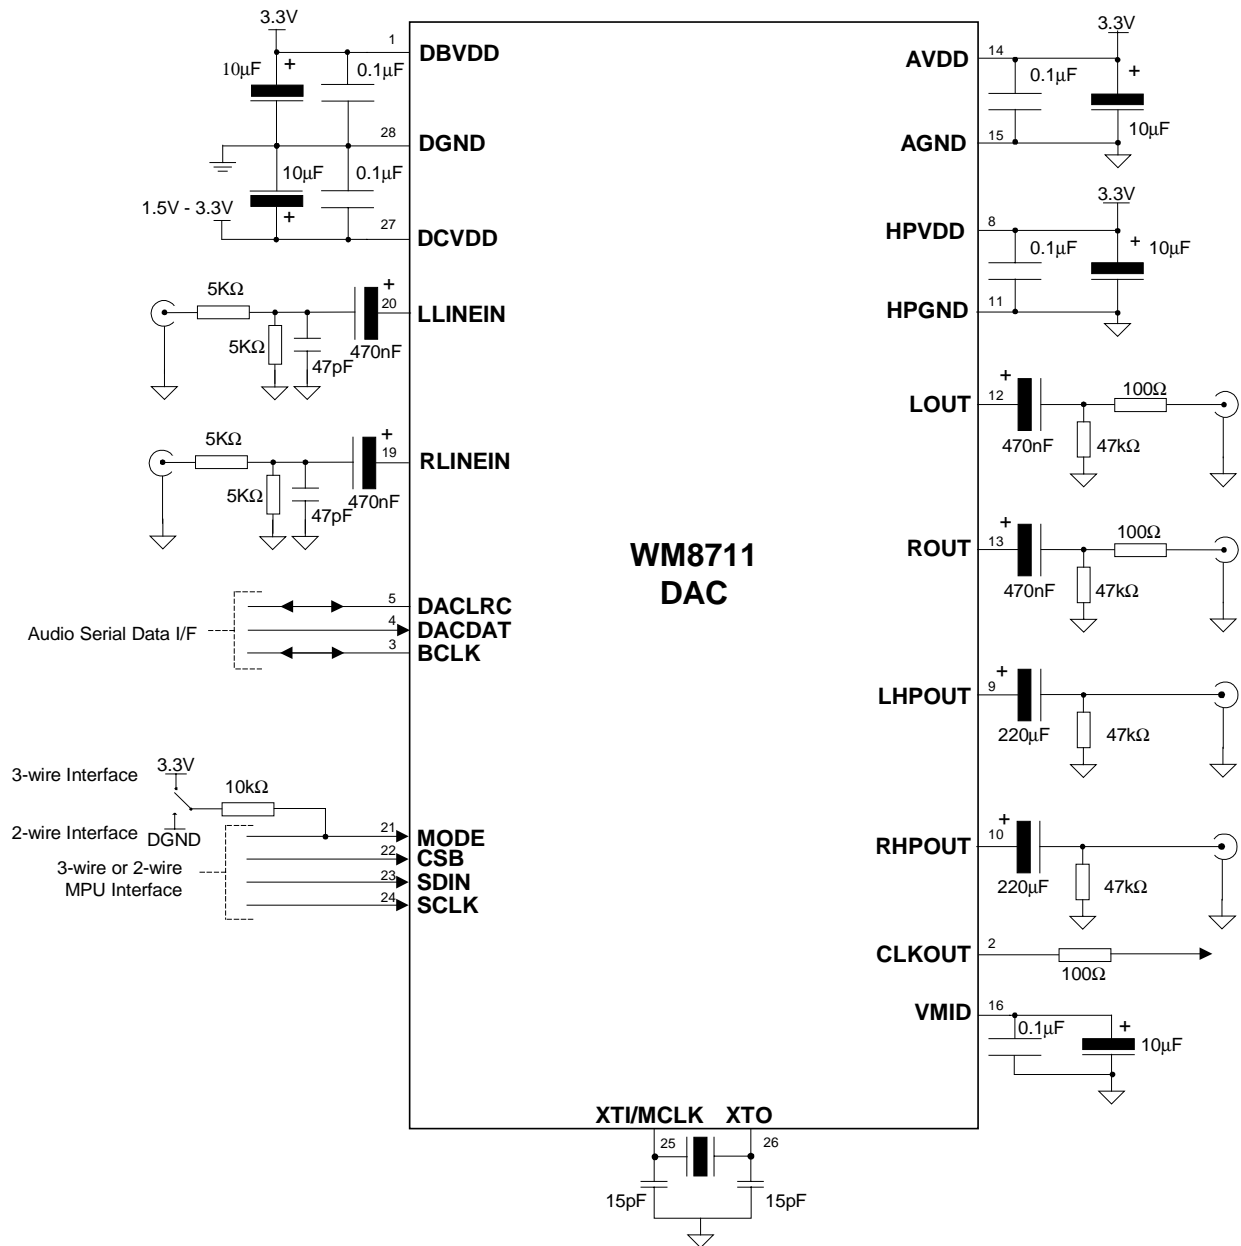 3.3V
1
DBVDD
10µF
+
0.1µF
28
DGND
10µF
0.1µF
1.5V - 3.3V
+
27
DCVDD
5KΩ
+
20
LLINEIN
5KΩ
47pF
470nF
5KΩ
+
19
RLINEIN
5KΩ
47pF
470nF
5
DACLRC
Audio Serial Data I/F
4
DACDAT
3
BCLK
3.3V
3-wire Interface
10kΩ
2-wire Interface
DGND
21
MODE
3-wire or 2-wire
MPU Interface
22
CSB
23
SDIN
24
SCLK
WM8711
DAC
3.3V
AVDD
14
0.1µF
+
10µF
AGND
15
3.3V
HPVDD
8
0.1µF
+
10µF
HPGND
11
+
LOUT
12
100Ω
470nF
47kΩ
+
ROUT
13
100Ω
470nF
47kΩ
+
LHPOUT
9
220µF
47kΩ
+
RHPOUT
10
220µF
47kΩ
CLKOUT
2
100Ω
VMID
16
0.1µF
+
10µF
XTI/MCLK XTO
25
26
15pF
15pF